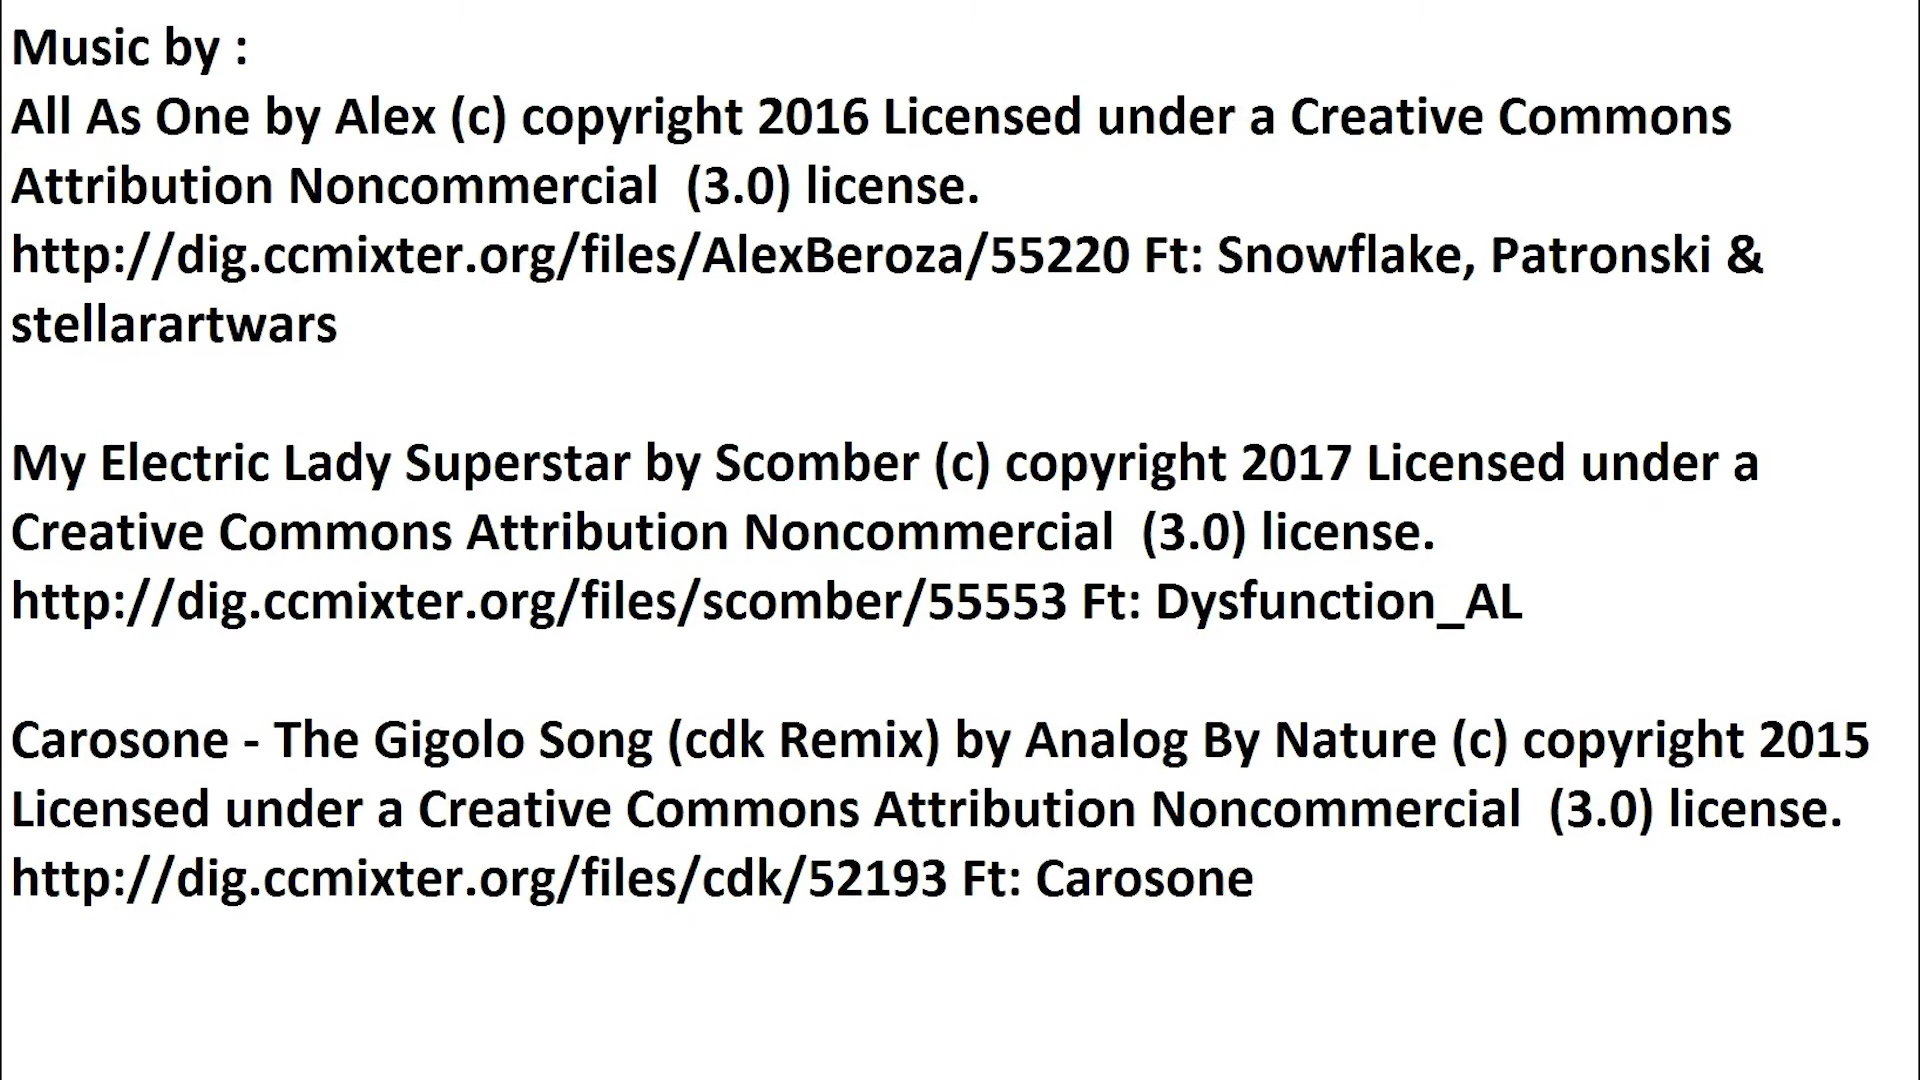 Music by :
All As One by Alex (c) copyright 2016 Licensed under a Creative Commons
Attribution Noncommercial  (3.0) license.
http://dig.ccmixter.org/files/AlexBeroza/55220 Ft: Snowflake, Patronski &
stellarartwars
My Electric Lady Superstar by Scomber (c) copyright 2017 Licensed under a
Creative Commons Attribution Noncommercial  (3.0) license.
http://dig.ccmixter.org/files/scomber/55553 Ft: Dysfunction_AL
Carosone - The Gigolo Song (cdk Remix) by Analog By Nature (c) copyright 2015
Licensed under a Creative Commons Attribution Noncommercial  (3.0) license.
http://dig.ccmixter.org/files/cdk/52193 Ft: Carosone